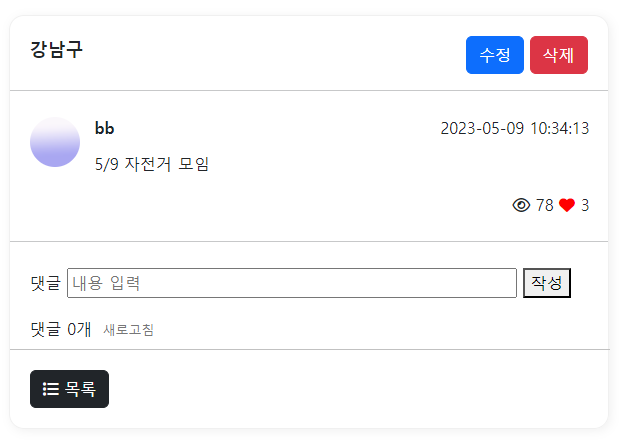 강남구 수정 삭제
bb 2023-05-09 10:34:13
5/9 자전거 모임
78 3
댓글 내용 입력 작성
댓글 0개 새로고침
목록